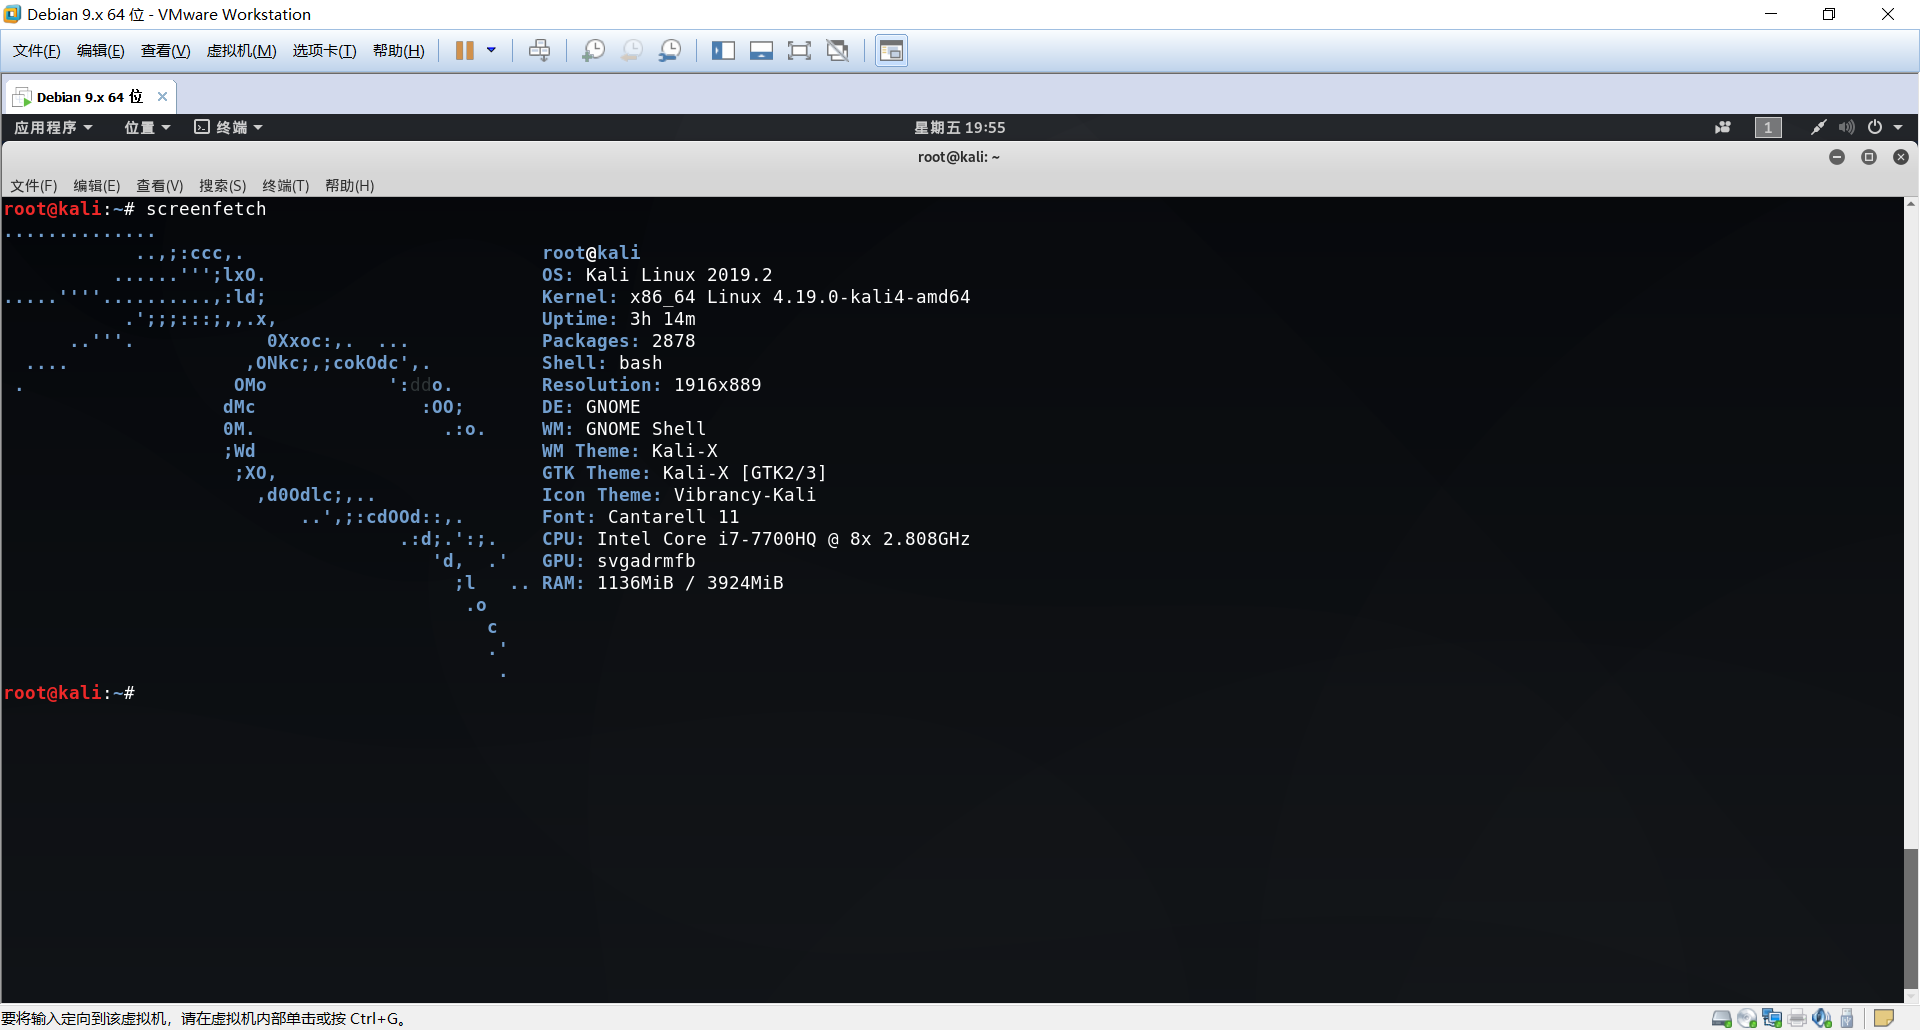 Debian 9.x 64 位 - VMware Workstation
文件(F) 编辑(E) 查看(V) 虚拟机(M) 选项卡(T) 帮助(H)
Debian 9.x 64 位
应用程序 位置 终端 星期五 19:55 1
root@kali: ~
文件(F) 编辑(E) 查看(V) 搜索(S) 终端(T) 帮助(H)
root@kali:~# screenfetch
..............
..,;:ccc,. root@kali
......''';lxO. OS: Kali Linux 2019.2
.....''''..........,:ld; Kernel: x86_64 Linux 4.19.0-kali4-amd64
.';;;:::;,,.x, Uptime: 3h 14m
..'''. 0Xxoc:,. ... Packages: 2878
.... ,ONkc;,;cokOdc',. Shell: bash
. OMo ':ddo. Resolution: 1916x889
dMc :OO; DE: GNOME
0M. .:o. WM: GNOME Shell
;Wd WM Theme: Kali-X
;XO, GTK Theme: Kali-X [GTK2/3]
,d0Odlc;,.. Icon Theme: Vibrancy-Kali
..',;:cdOOd::,. Font: Cantarell 11
.:d;.':;. CPU: Intel Core i7-7700HQ @ 8x 2.808GHz
'd, .' GPU: svgadrmfb
;l .. RAM: 1136MiB / 3924MiB
.o
c
.'
.
root@kali:~#
要将输入定向到该虚拟机，请在虚拟机内部单击或按 Ctrl+G。